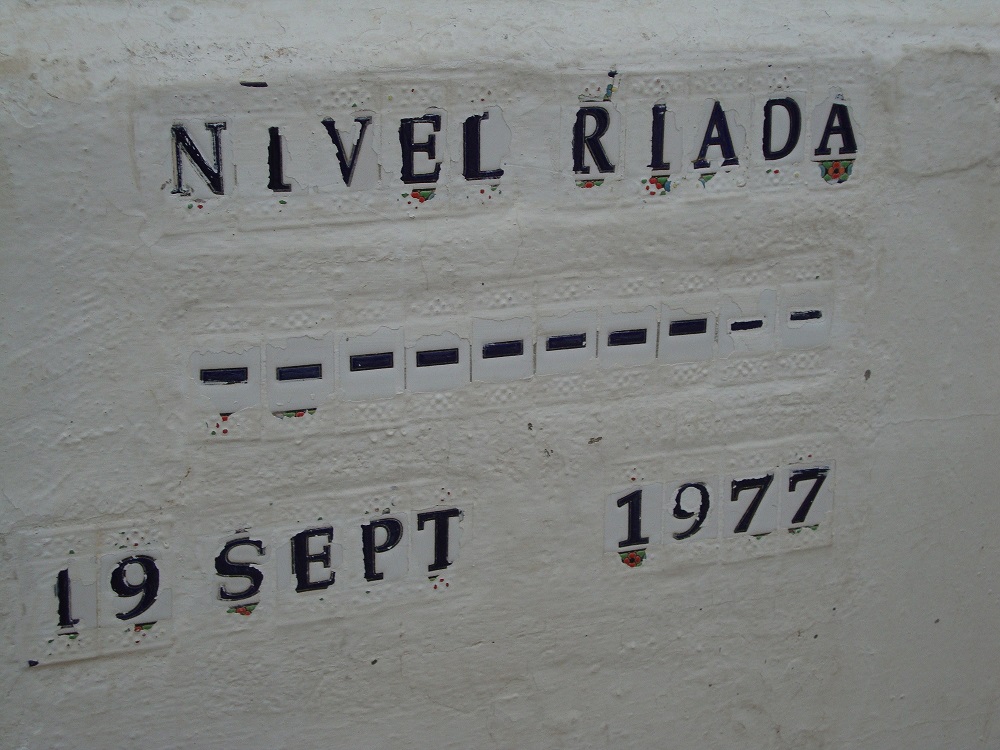 NIVEL RIADA
- - - - - - - - - -
19 SEPT 1977